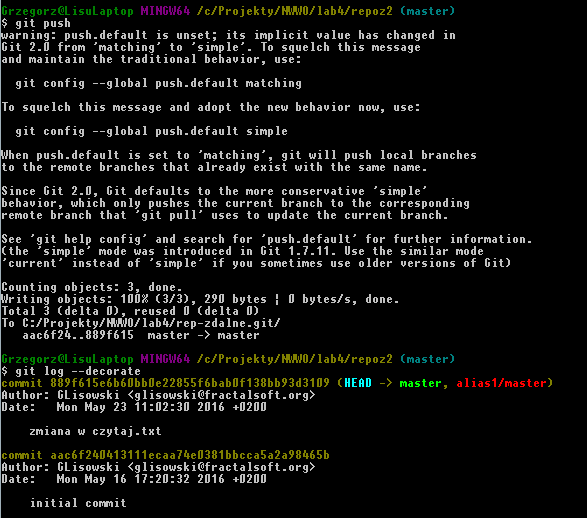 Grzegorz@LisuLaptop MINGW64 /c/Projekty/NWWO/lab4/repoz2 (master)
$ git push
warning: push.default is unset; its implicit value has changed in
Git 2.0 from 'matching' to 'simple'. To squelch this message
and maintain the traditional behavior, use:
git config --global push.default matching
To squelch this message and adopt the new behavior now, use:
git config --global push.default simple
When push.default is set to 'matching', git will push local branches
to the remote branches that already exist with the same name.
Since Git 2.0, Git defaults to the more conservative 'simple'
behavior, which only pushes the current branch to the corresponding
remote branch that 'git pull' uses to update the current branch.
See 'git help config' and search for 'push.default' for further information.
(the 'simple' mode was introduced in Git 1.7.11. Use the similar mode
'current' instead of 'simple' if you sometimes use older versions of Git)
Counting objects: 3, done.
Writing objects: 100% (3/3), 290 bytes ¦ 0 bytes/s, done.
Total 3 (delta 0), reused 0 (delta 0)
To C:/Projekty/NWWO/lab4/rep-zdalne.git/
aac6f24..889f615 master -> master
Grzegorz@LisuLaptop MINGW64 /c/Projekty/NWWO/lab4/repoz2 (master)
$ git log --decorate
commit 889f615e6b60bb0e22855f6bab0f138bb93d3109 (HEAD -> master, alias1/master)
Author: GLisowski <glisowski@fractalsoft.org>
Date: Mon May 23 11:02:30 2016 +0200
zmiana w czytaj.txt
commit aac6f240413111ecaa74e0381bbcca5a2a98465b
Author: GLisowski <glisowski@fractalsoft.org>
Date: Mon May 16 17:20:32 2016 +0200
initial commit